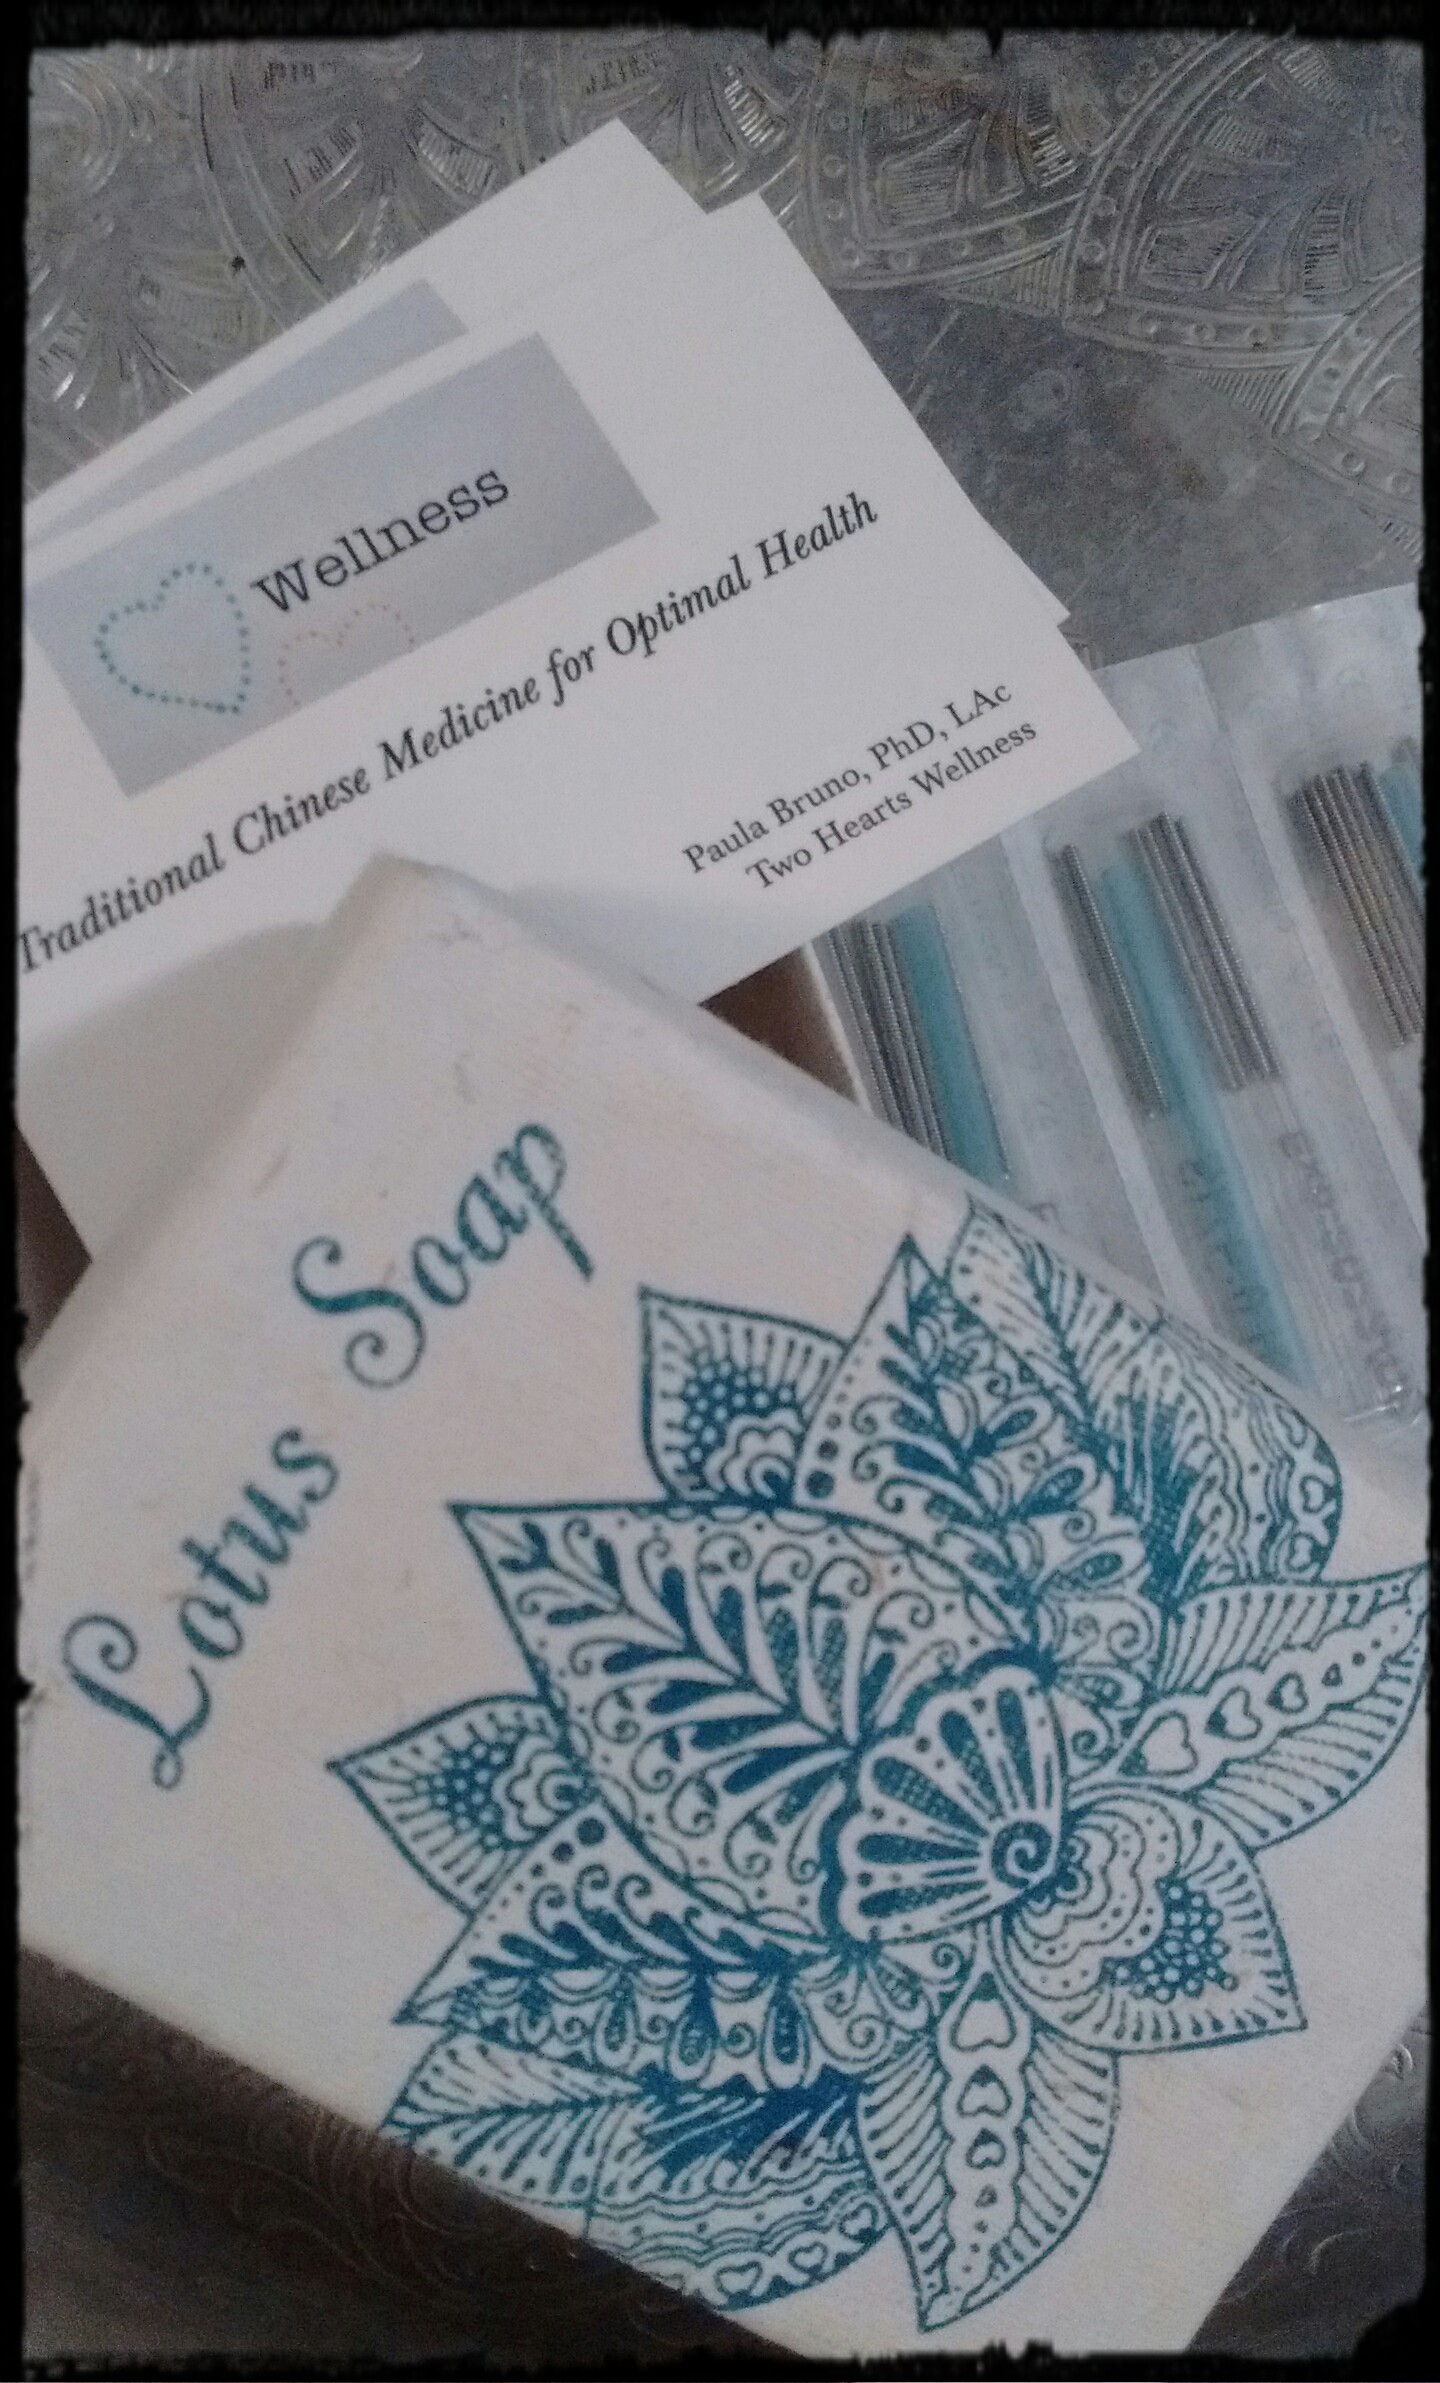 Wellness
Traditional Chinese Medicine for Optimal Health
Paula Bruno, PhD, LAc
Two Hearts Wellness
Lotus Soap